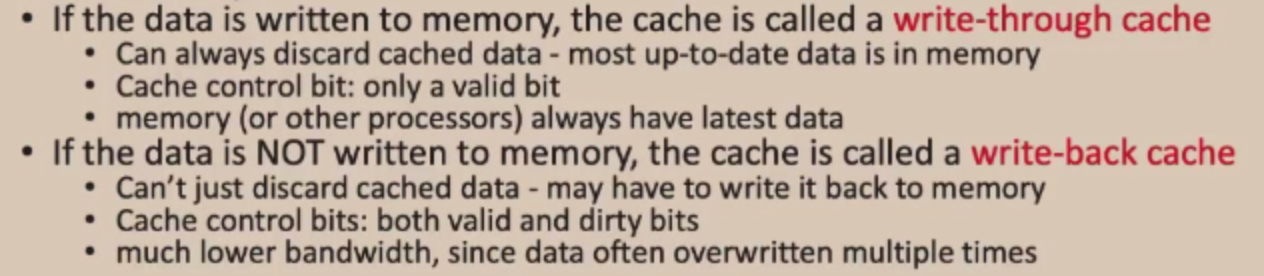 • If the data is written to memory, the cache is called a write-through cache
• Can always discard cached data - most up-to-date data is in memory
• Cache control bit: only a valid bit
• memory (or other processors) always have latest data
• If the data is NOT written to memory, the cache is called a write-back cache
• Can't just discard cached data - may have to write it back to memory
• Cache control bits: both valid and dirty bits
• much lower bandwidth, since data often overwritten multiple times